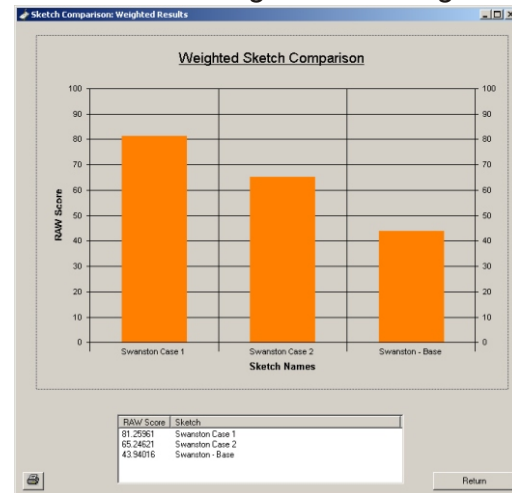 Sketch Comparison: Weighted Results
Weighted Sketch Comparison
100 100
90 90
80 80
70 70
60 60
50 50
40 40
30 30
20 20
10 10
0 0
RAW Score
Swanston Case 1 Swanston Case 2 Swanston - Base
Sketch Names
RAW Score Sketch
81.25961 Swanston Case 1
65.24621 Swanston Case 2
43.94016 Swanston - Base
Return